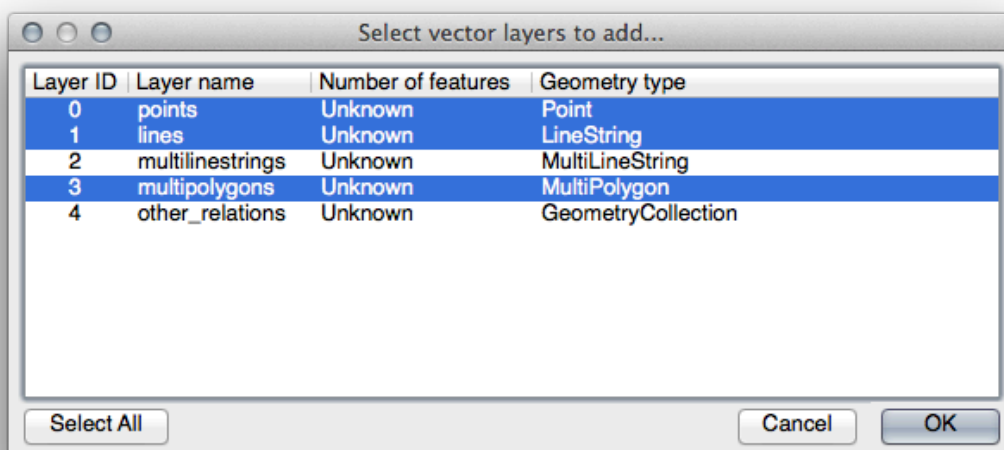 Select vector layers to add...
Layer ID Layer name Number of features Geometry type
0 points Unknown Point
1 lines Unknown LineString
2 multilinestrings Unknown MultiLineString
3 multipolygons Unknown MultiPolygon
4 other_relations Unknown GeometryCollection
Select All Cancel OK